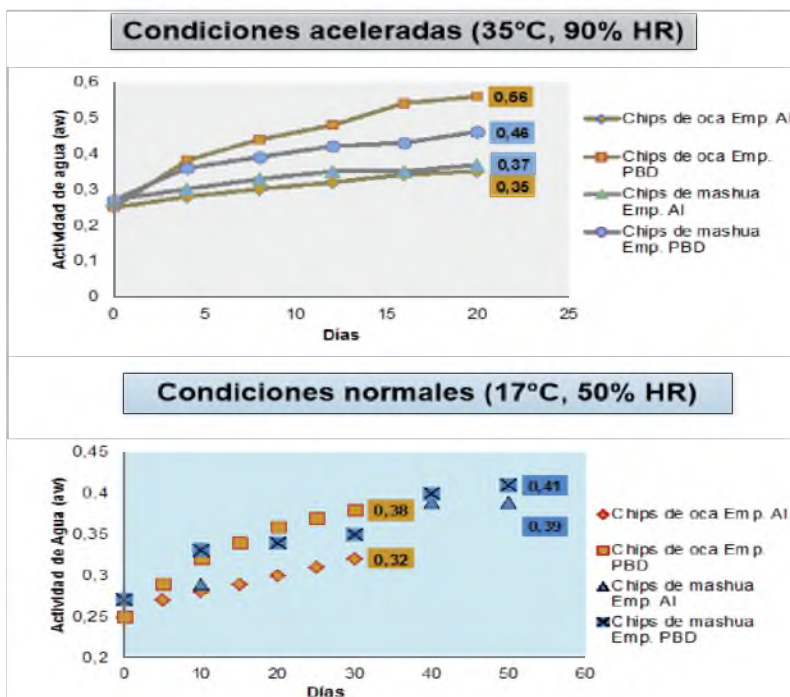 Condiciones aceleradas (35°C, 90% HR)
0,6
0,5
0,4
0,3
0,2
0,1
0
Actividad de agua (aw)
0,56
0,46
0,37
0,35
0 5 10 15 20 25
Días
Chips de oca Emp. Al
Chips de oca Emp.
PBD
Chips de mashua
Emp. Al
Chips de mashua
Emp. PBD
Condiciones normales (17°C, 50% HR)
0,45
0,4
0,35
0,3
0,25
0,2
Actividad de Agua (aw)
0,38
0,32
0,41
0,39
0 10 20 30 40 50 60
Días
Chips de oca Emp. Al
Chips de oca Emp.
PBD
Chips de mashua
Emp. Al
Chips de mashua
Emp. PBD